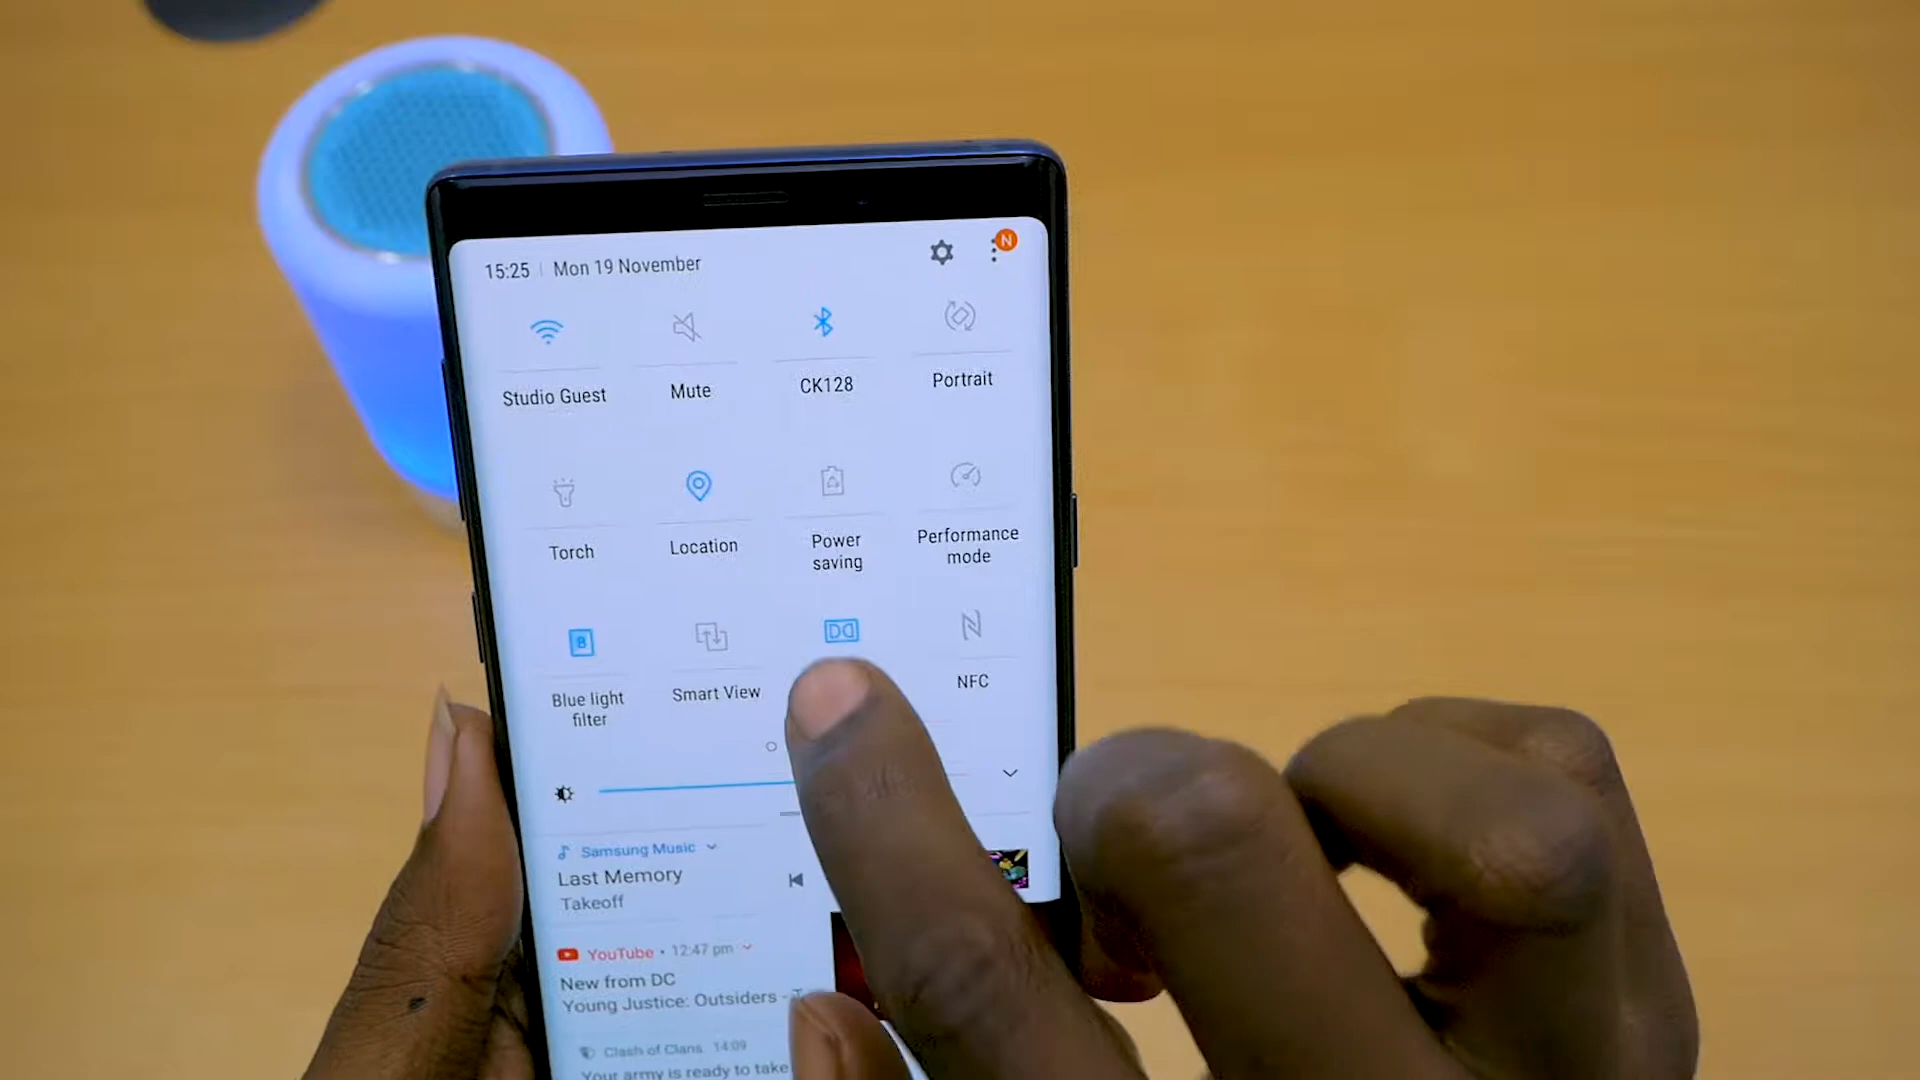 15:25 | Mon 19 November
N
Studio Guest
Mute
CK128
Portrait
Torch
Location
Power
saving
Performance
mode
B
Blue light
filter
Smart View
NFC
Samsung Music
Last Memory
Takeoff
YouTube • 12:47 pm
New from DC
Young Justice: Outsiders -
Clash of Clans 14:09
Your army is ready to take